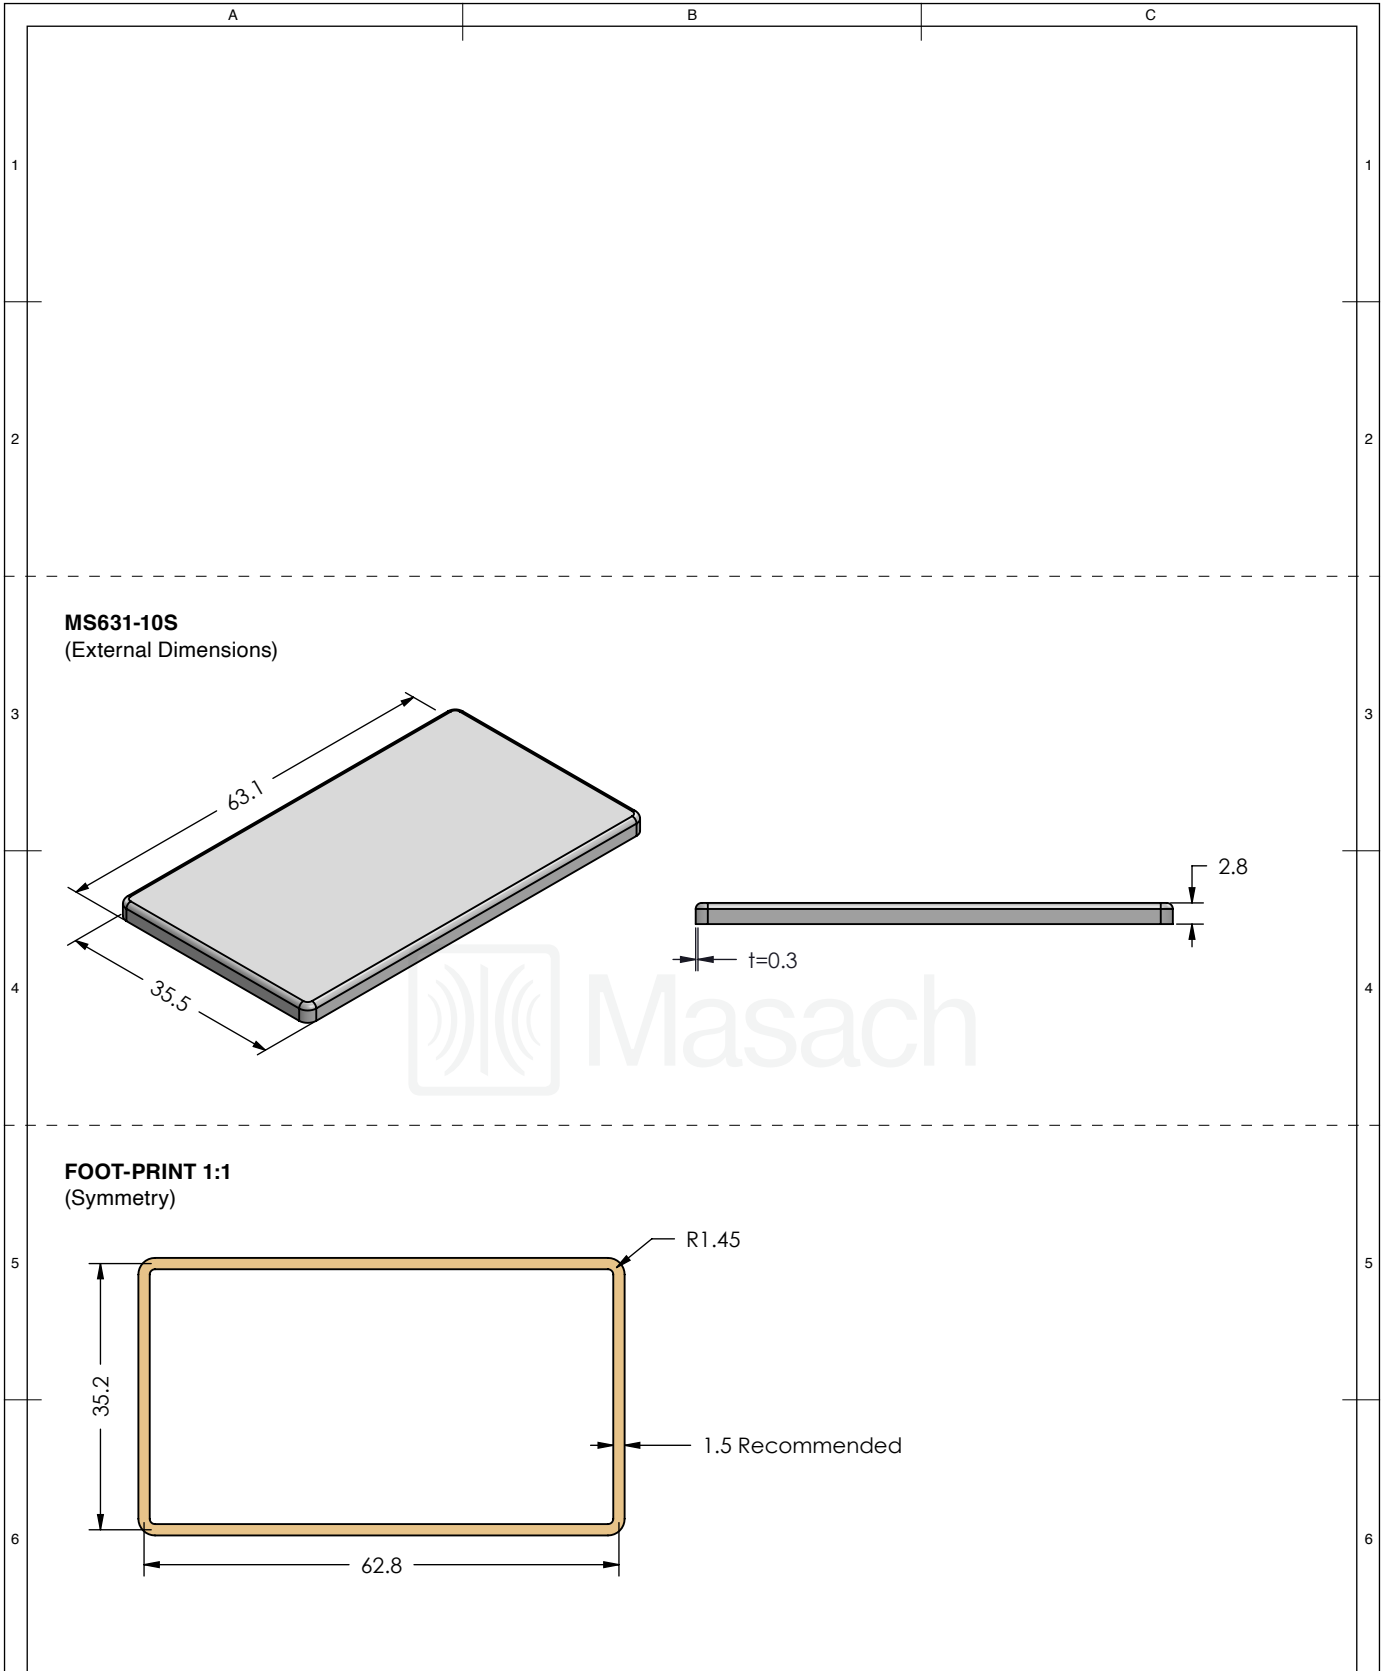 A B C
1 1
2 2
MS631-10S
(External Dimensions)
3 3
63.1
2.8
t=0.3
35.5
4 4
Masach
FOOT-PRINT 1:1
(Symmetry)
R1.45
5 5
35.2
1.5 Recommended
6 6
62.8